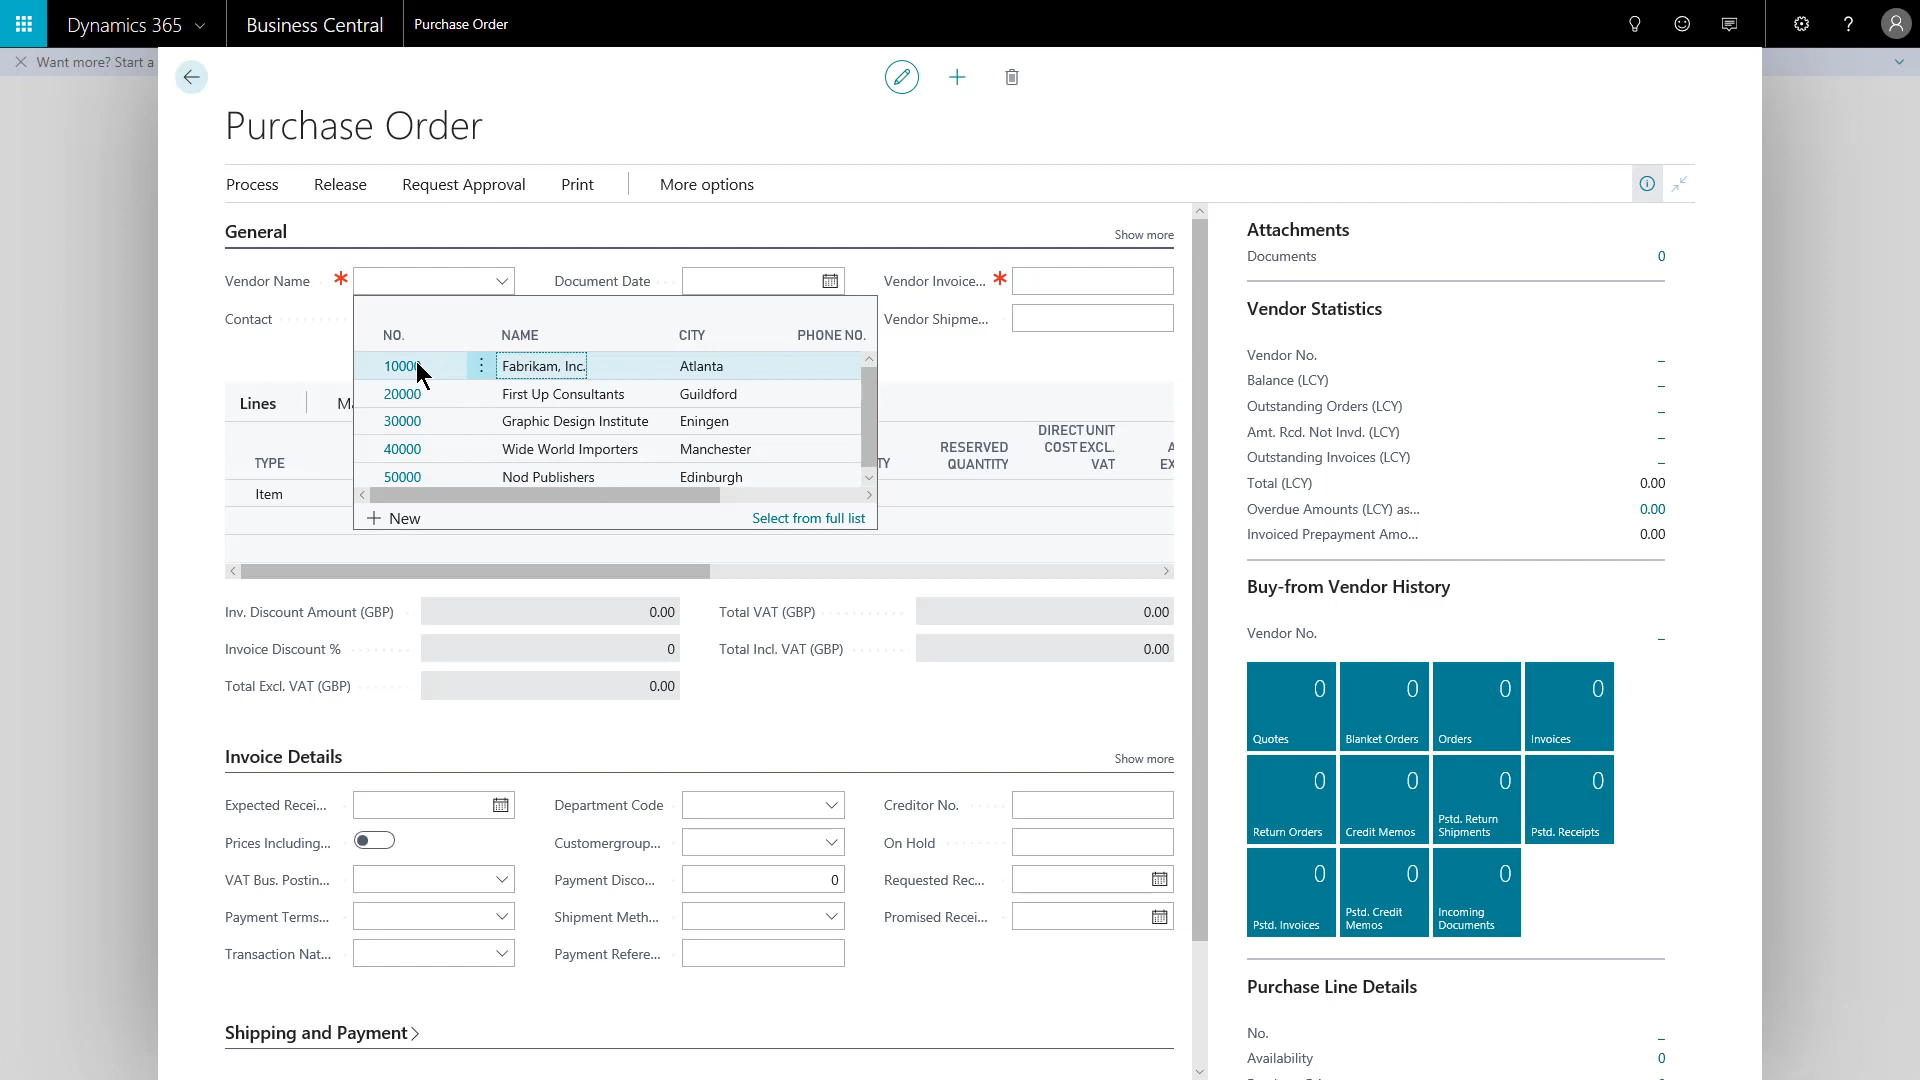 Dynamics 365
Business Central
Purchase Order
Want more? Start a
Purchase Order
Process
Release
Request Approval
Print
More options
General
Show more
Vendor Name
Document Date
Vendor Invoice...
Contact
Vendor Shipme...
NO.
NAME
CITY
PHONE NO.
10000
Fabrikam, Inc.
Atlanta
20000
First Up Consultants
Guildford
30000
Graphic Design Institute
Eningen
40000
Wide World Importers
Manchester
50000
Nod Publishers
Edinburgh
New
Select from full list
Lines
TYPE
RESERVED
QUANTITY
DIRECT UNIT
COST EXCL.
VAT
Item
Inv. Discount Amount (GBP)
0.00
Total VAT (GBP)
0.00
Invoice Discount %
0
Total Incl. VAT (GBP)
0.00
Total Excl. VAT (GBP)
0.00
Invoice Details
Show more
Expected Recei...
Department Code
Creditor No.
Prices Including...
Customergroup...
On Hold
VAT Bus. Postin...
Payment Disco...
0
Requested Rec...
Payment Terms...
Shipment Meth...
Promised Recei...
Transaction Nat...
Payment Refere...
Shipping and Payment
Attachments
Documents
0
Vendor Statistics
Vendor No.
_
Balance (LCY)
_
Outstanding Orders (LCY)
_
Amt. Rcd. Not Invd. (LCY)
_
Outstanding Invoices (LCY)
_
Total (LCY)
0.00
Overdue Amounts (LCY) as...
0.00
Invoiced Prepayment Amo...
0.00
Buy-from Vendor History
Vendor No.
_
0
Quotes
0
Blanket Orders
0
Orders
0
Invoices
0
Return Orders
0
Credit Memos
0
Pstd. Return
Shipments
0
Pstd. Receipts
0
Pstd. Invoices
0
Pstd. Credit
Memos
0
Incoming
Documents
Purchase Line Details
No.
_
Availability
0